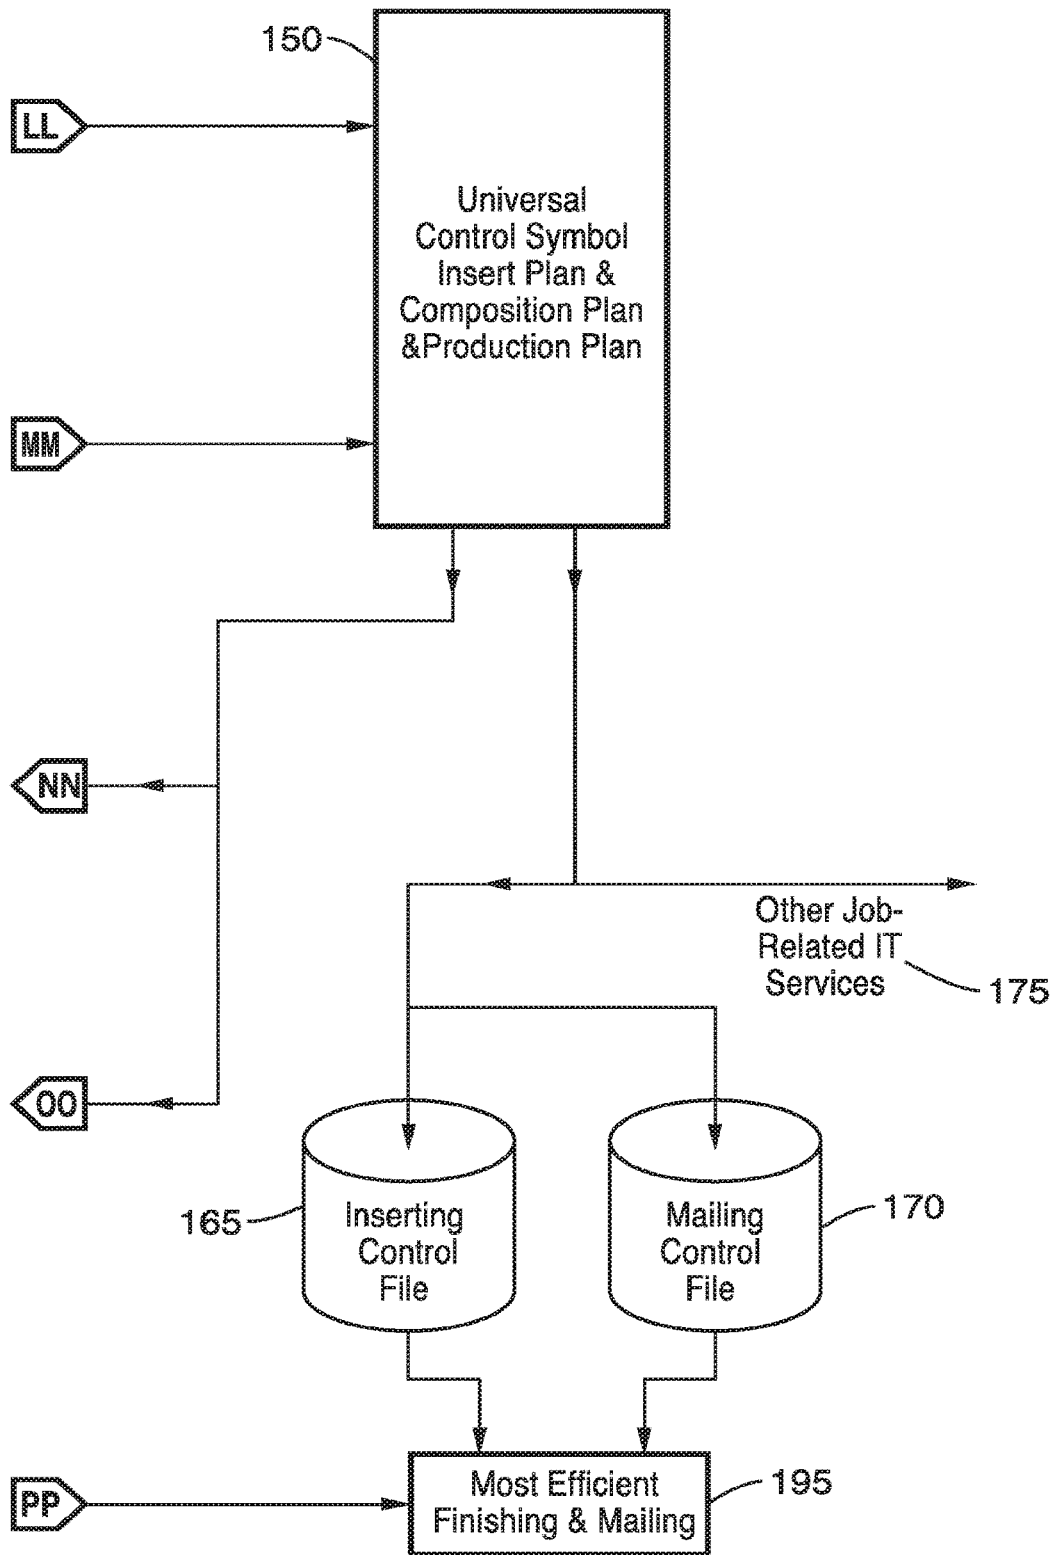 150
LL
Universal
Control Symbol
Insert Plan &
Composition Plan
&Production Plan
MM
NN
Other Job-
Related IT
Services
175
OO
165
Inserting
Control
File
Mailing
Control
File
170
PP
Most Efficient
Finishing & Mailing
195